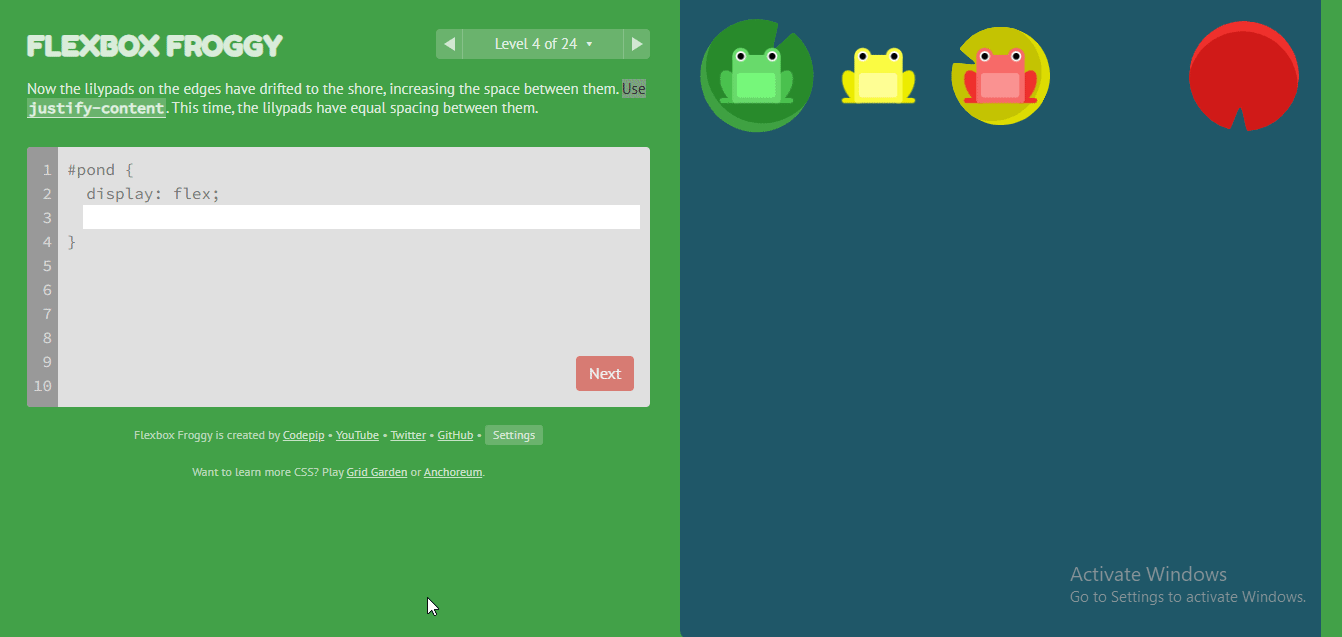 FLEXBOX FROGGY
◀ Level 4 of 24 ▾ ▶
Now the lilypads on the edges have drifted to the shore, increasing the space between them. Use
justify-content. This time, the lilypads have equal spacing between them.
1 #pond {
2 display: flex;
3
4 }
5
6
7
8
9
10
Next
Flexbox Froggy is created by Codepip • YouTube • Twitter • GitHub • Settings
Want to learn more CSS? Play Grid Garden or Anchoreum.
Activate Windows
Go to Settings to activate Windows.